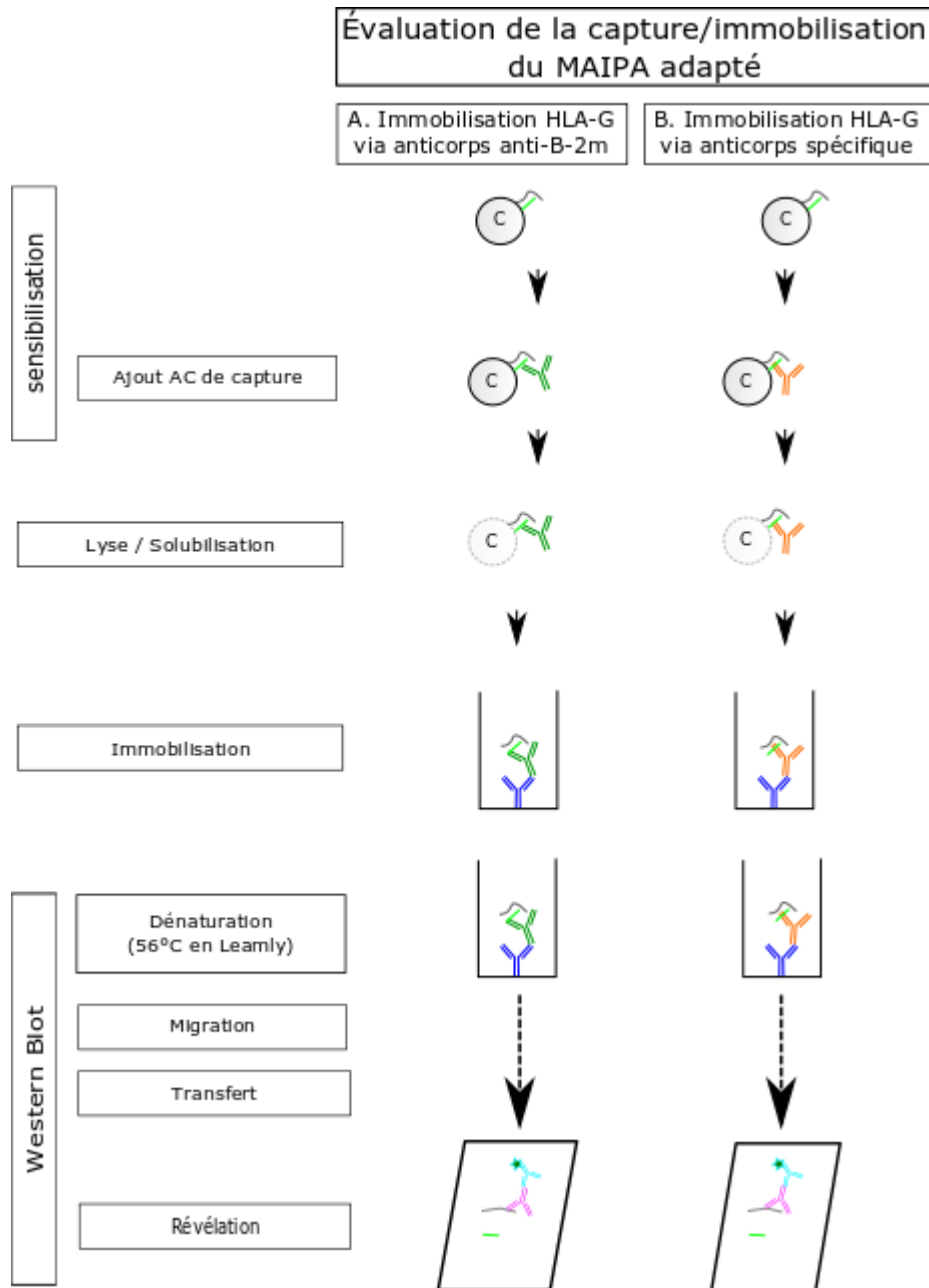 Évaluation de la capture/immobilisation
du MAIPA adapté
A. Immobilisation HLA-G
via anticorps anti-B-2m
B. Immobilisation HLA-G
via anticorps spécifique
sensibilisation
C
C
Ajout AC de capture
C
C
Lyse / Solubilisation
C
C
Immobilisation
Western Blot
Dénaturation
(56°C en Leamly)
Migration
Transfert
Révélation